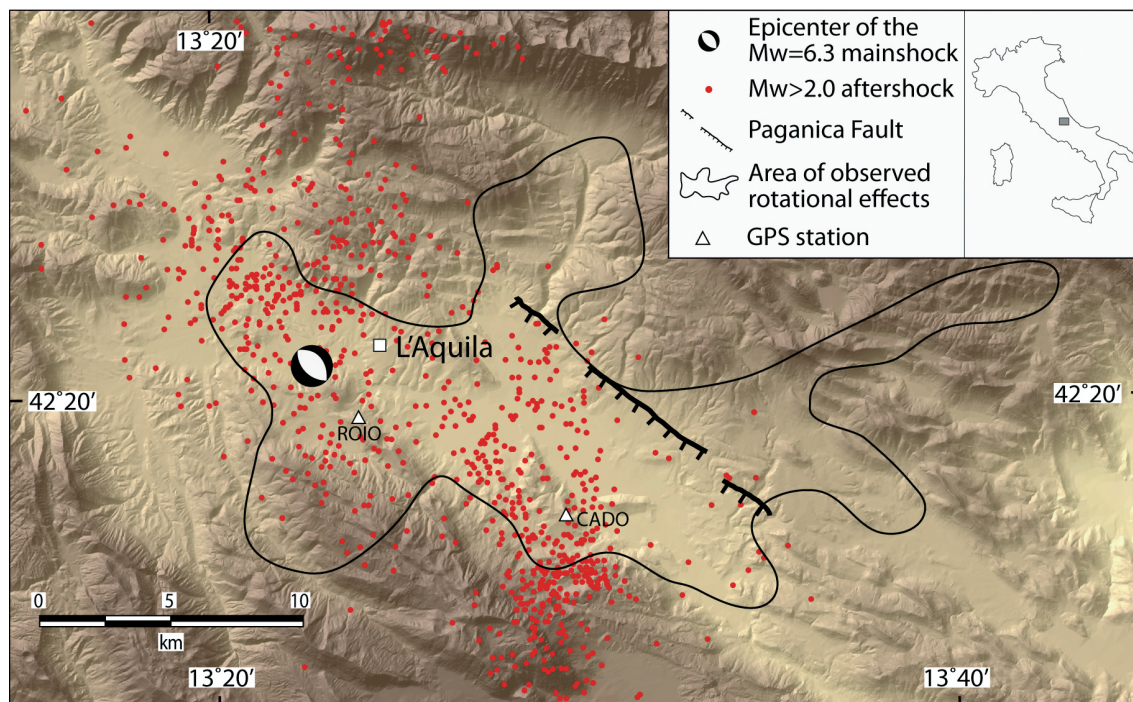 13°20′
Epicenter of the
Mw=6.3 mainshock
Mw>2.0 aftershock
Paganica Fault
Area of observed
rotational effects
GPS station
L'Aquila
42°20′
42°20′
ROIO
CADO
0 5 10
km
13°20′
13°40′